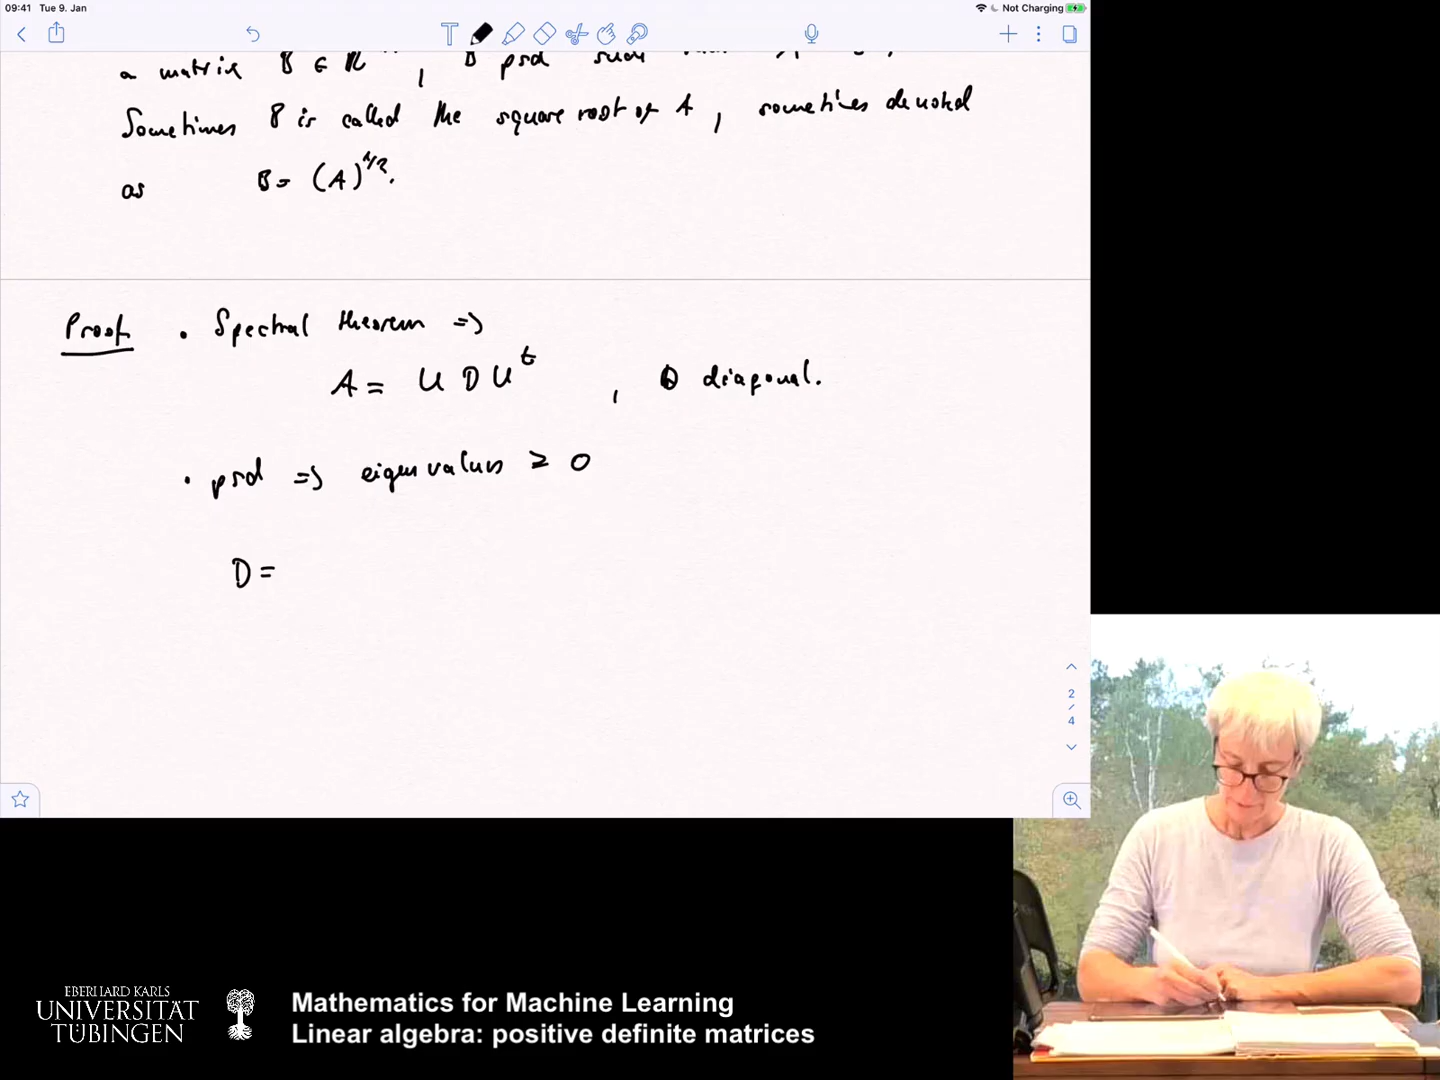 09:41 Tue 9. Jan Not Charging
T
a matrix B ∈ R , B psd such
Sometimes B is called the square root of A , sometimes denoted
as B = (A)^{1/2}.
Proof • Spectral theorem =>
A = U D U^t , D diagonal.
• psd => eigenvalues ≥ 0
D =
2
/
4
EBERHARD KARLS
UNIVERSITÄT
TÜBINGEN
Mathematics for Machine Learning
Linear algebra: positive definite matrices